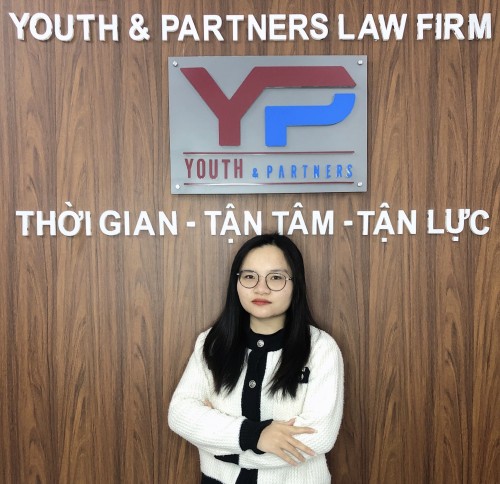 YOUTH & PARTNERS LAW FIRM
YP
YOUTH & PARTNERS
THỜI GIAN - TẬN TÂM - TẬN LỰC